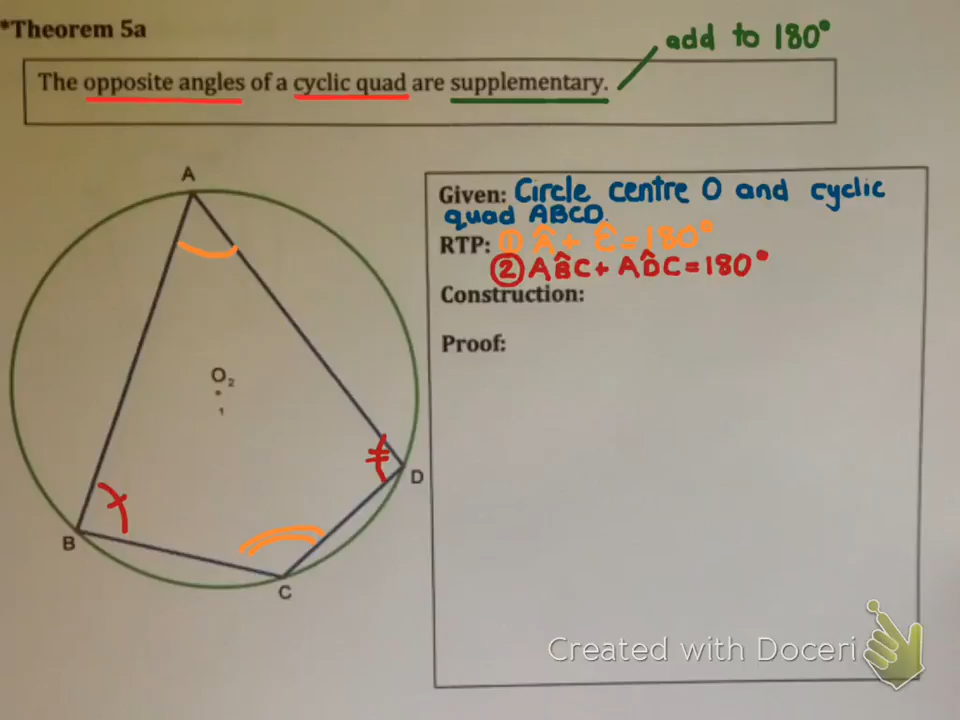 *Theorem 5a
add to 180°
The opposite angles of a cyclic quad are supplementary.
A
O₂
1
B
C
D
Given: Circle centre O and cyclic
quad ABCD.
RTP: ① Â + Ĉ = 180°
② AB̂C + AD̂C = 180°
Construction:
Proof:
Created with Doceri